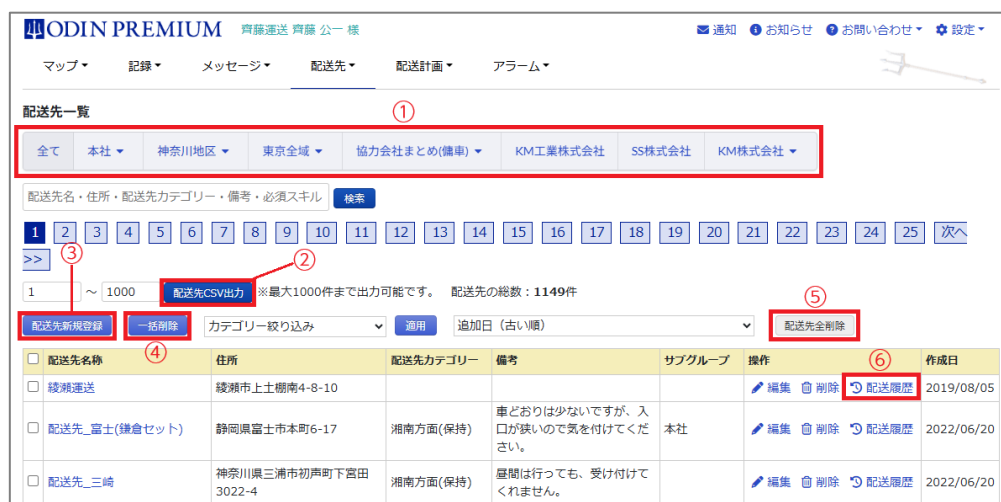 ODIN PREMIUM 齊藤運送 齊藤 公一 様 通知 お知らせ お問い合わせ 設定
マップ 記録 メッセージ 配送先 配送計画 アラーム
配送先一覧
①
全て 本社 神奈川地区 東京全域 協力会社まとめ(傭車) KM工業株式会社 SS株式会社 KM株式会社
配送先名・住所・配送先カテゴリー・備考・必須スキル 検索
1 2 3 4 5 6 7 8 9 10 11 12 13 14 15 16 17 18 19 20 21 22 23 24 25 次へ
>>
③ ②
1 ~ 1000 配送先CSV出力 ※最大1000件まで出力可能です。 配送先の総数:1149件
⑤
配送先新規登録 一括削除 カテゴリー絞り込み 適用 追加日(古い順) 配送先全削除
④ ⑥
配送先名称 住所 配送先カテゴリー 備考 サブグループ 操作 作成日
綾瀬運送 綾瀬市上土棚南4-8-10 編集 削除 配送履歴 2019/08/05
配送先_富士(鎌倉セット) 静岡県富士市本町6-17 湘南方面(保持) 車どおりは少ないですが、入
口が狭いので気を付けてくだ
さい。 本社 編集 削除 配送履歴 2022/06/20
配送先_三崎 神奈川県三浦市初声町下宮田
3022-4 湘南方面(保持) 昼間は行っても、受け付けて
くれません。 編集 削除 配送履歴 2022/06/20